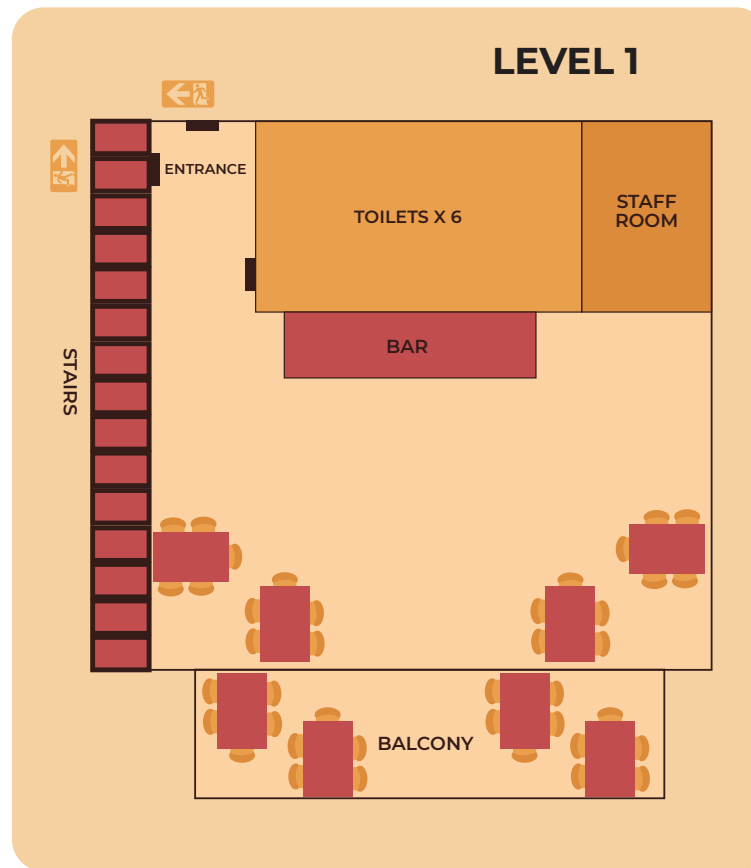 LEVEL 1
ENTRANCE
TOILETS X 6
STAFF
ROOM
BAR
STAIRS
BALCONY